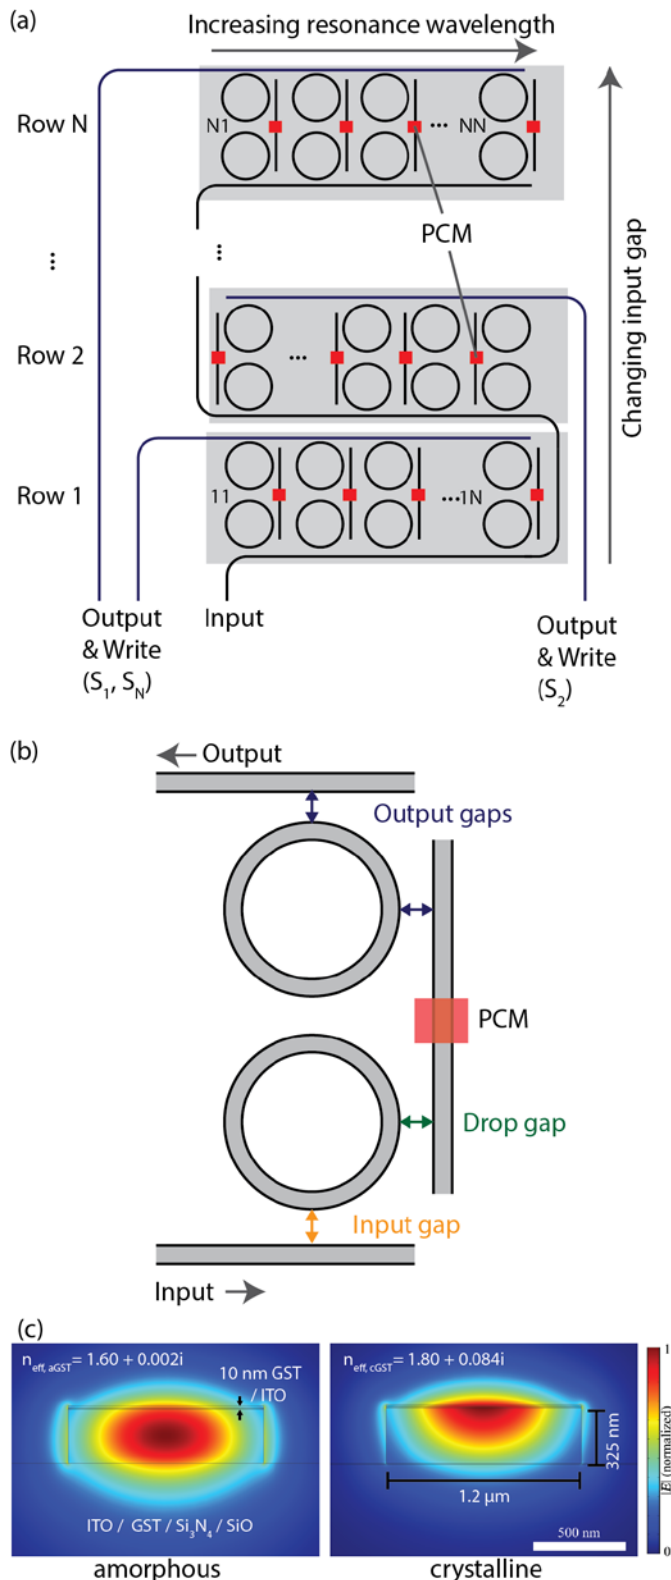 (a)
Increasing resonance wavelength
Row N
N1
...
NN
PCM
...
...
Row 2
...
Row 1
11
...
1N
Changing input gap
Output
& Write
(S1, SN)
Input
Output
& Write
(S2)
(b)
Output
Output gaps
PCM
Drop gap
Input gap
Input
(c)
neff, aGST= 1.60 + 0.002i
10 nm GST
/ ITO
ITO / GST / Si3N4 / SiO
amorphous
neff, cGST= 1.80 + 0.084i
325 nm
1.2 μm
500 nm
crystalline
1
|E| (normalized)
0